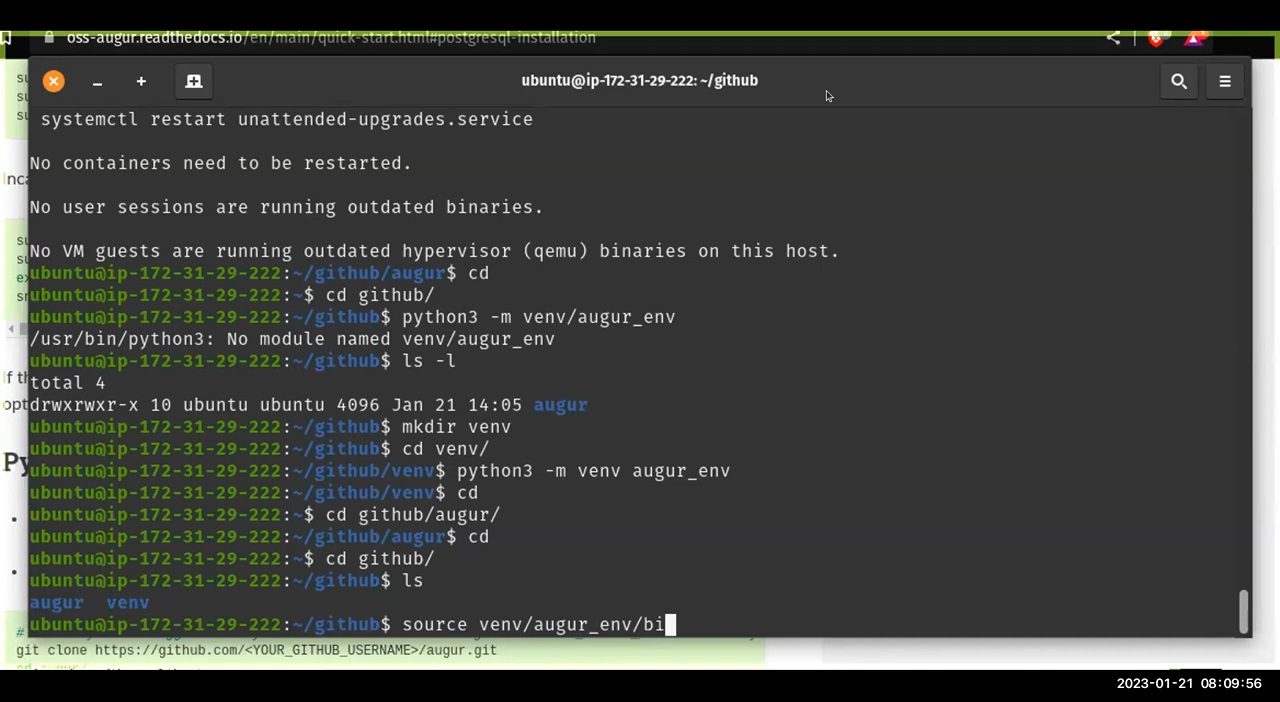 oss-augur.readthedocs.io/en/main/quick-start.html#postgresql-installation
ubuntu@ip-172-31-29-222: ~/github
systemctl restart unattended-upgrades.service
No containers need to be restarted.
No user sessions are running outdated binaries.
No VM guests are running outdated hypervisor (qemu) binaries on this host.
ubuntu@ip-172-31-29-222:~/github/augur$ cd
ubuntu@ip-172-31-29-222:~$ cd github/
ubuntu@ip-172-31-29-222:~/github$ python3 -m venv/augur_env
/usr/bin/python3: No module named venv/augur_env
ubuntu@ip-172-31-29-222:~/github$ ls -l
total 4
drwxrwxr-x 10 ubuntu ubuntu 4096 Jan 21 14:05 augur
ubuntu@ip-172-31-29-222:~/github$ mkdir venv
ubuntu@ip-172-31-29-222:~/github$ cd venv/
ubuntu@ip-172-31-29-222:~/github/venv$ python3 -m venv augur_env
ubuntu@ip-172-31-29-222:~/github/venv$ cd
ubuntu@ip-172-31-29-222:~$ cd github/augur/
ubuntu@ip-172-31-29-222:~/github/augur$ cd
ubuntu@ip-172-31-29-222:~$ cd github/
ubuntu@ip-172-31-29-222:~/github$ ls
augur venv
ubuntu@ip-172-31-29-222:~/github$ source venv/augur_env/bi
git clone https://github.com/<YOUR_GITHUB_USERNAME>/augur.git
2023-01-21 08:09:56